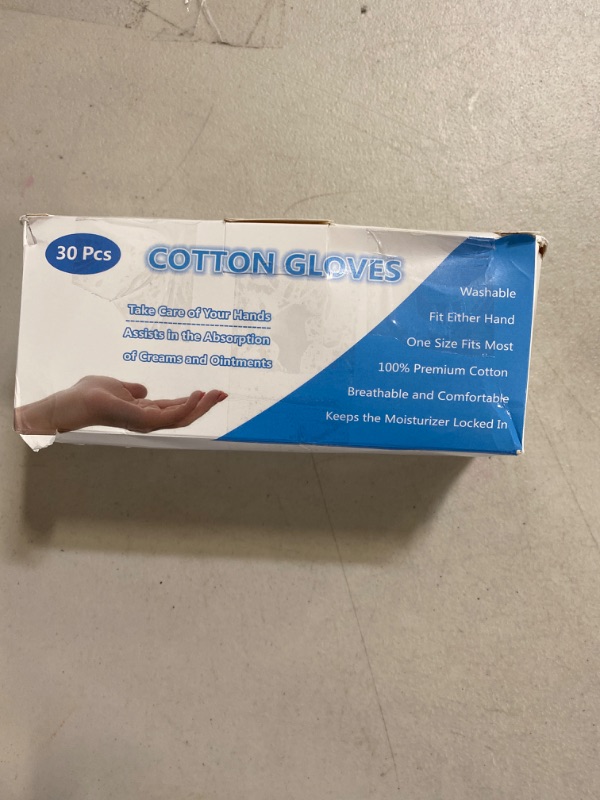 30 Pcs
COTTON GLOVES
Take Care of Your Hands
Assists in the Absorption
of Creams and Ointments
Washable
Fit Either Hand
One Size Fits Most
100% Premium Cotton
Breathable and Comfortable
Keeps the Moisturizer Locked In